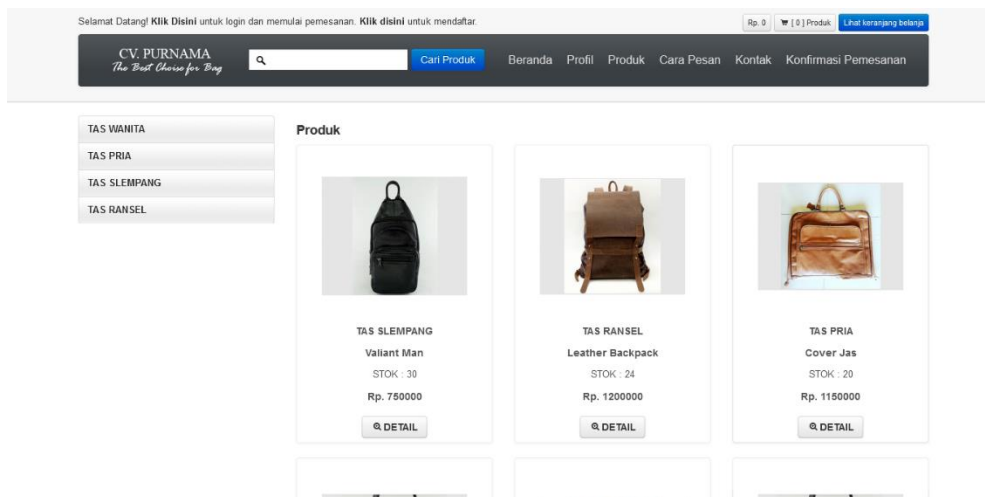 Selamat Datang! Klik Disini untuk login dan memulai pemesanan. Klik disini untuk mendaftar.
Rp. 0
[ 0 ] Produk
Lihat keranjang belanja
CV. PURNAMA
The Best Choise for Bag
Cari Produk
Beranda Profil Produk Cara Pesan Kontak Konfirmasi Pemesanan
TAS WANITA
TAS PRIA
TAS SLEMPANG
TAS RANSEL
Produk
TAS SLEMPANG
Valiant Man
STOK : 30
Rp. 750000
DETAIL
TAS RANSEL
Leather Backpack
STOK : 24
Rp. 1200000
DETAIL
TAS PRIA
Cover Jas
STOK : 20
Rp. 1150000
DETAIL